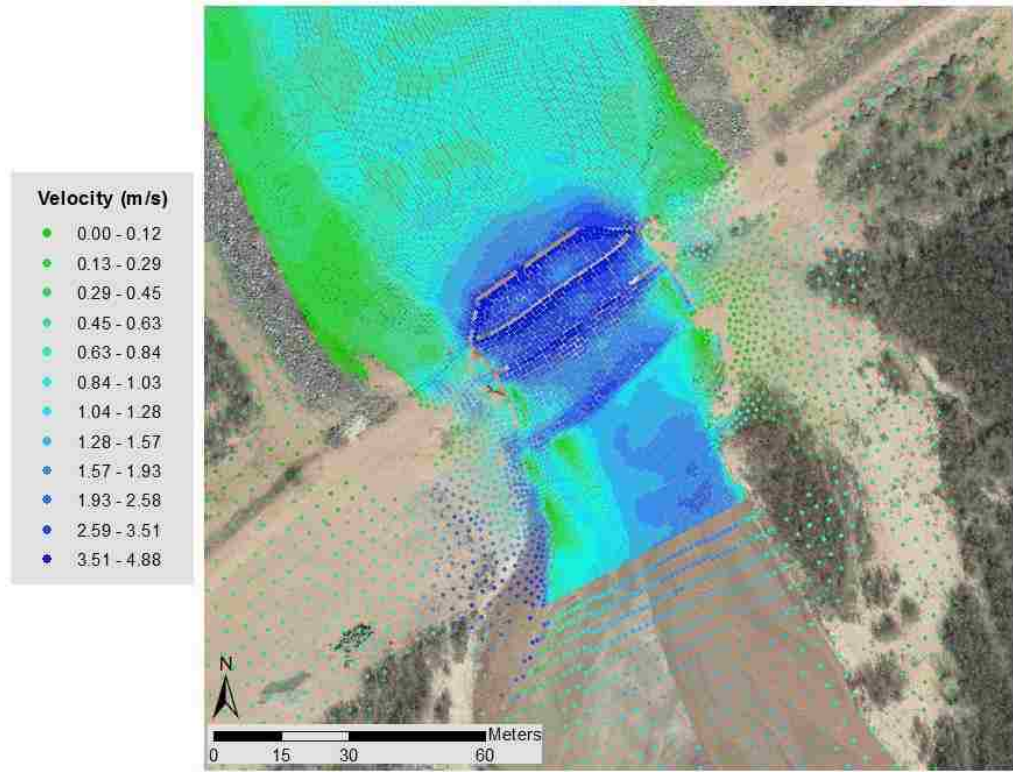 Velocity (m/s)
0.00 - 0.12
0.13 - 0.29
0.29 - 0.45
0.45 - 0.63
0.63 - 0.84
0.84 - 1.03
1.04 - 1.28
1.28 - 1.57
1.57 - 1.93
1.93 - 2.58
2.59 - 3.51
3.51 - 4.88
N
Meters
0 15 30 60